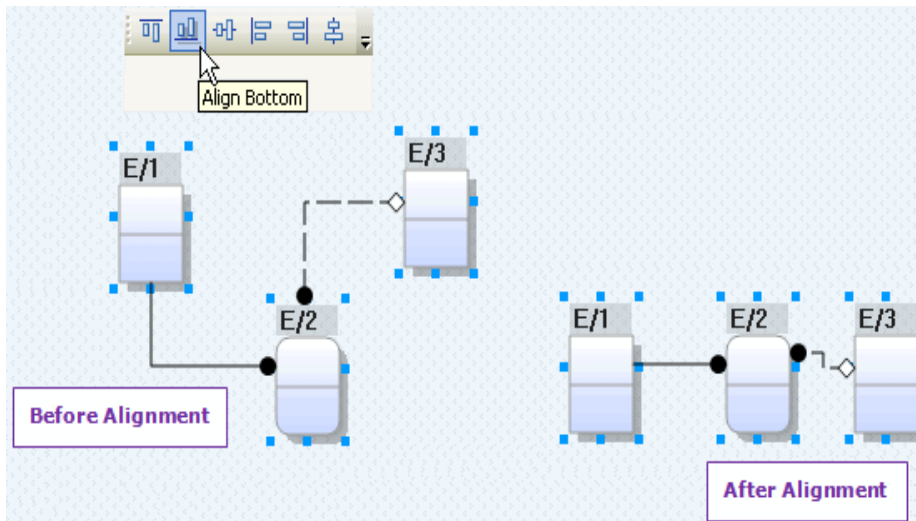 Align Bottom
E/1
E/3
E/2
Before Alignment
E/1
E/2
E/3
After Alignment